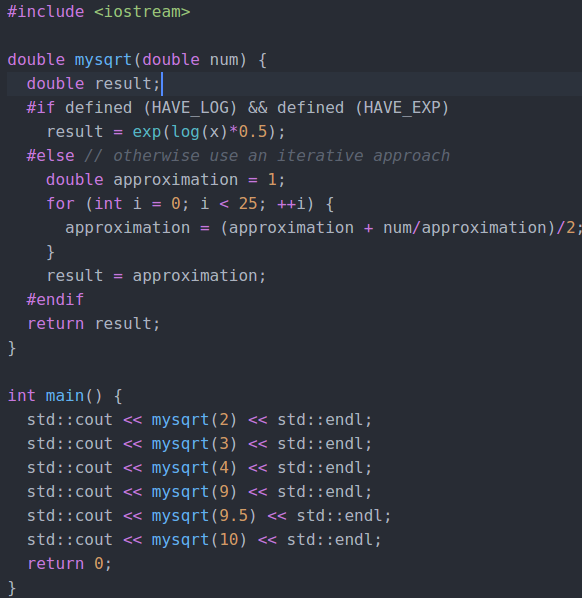 #include <iostream>

double mysqrt(double num) {
  double result;
  #if defined (HAVE_LOG) && defined (HAVE_EXP)
    result = exp(log(x)*0.5);
  #else // otherwise use an iterative approach
    double approximation = 1;
    for (int i = 0; i < 25; ++i) {
      approximation = (approximation + num/approximation)/2;
    }
    result = approximation;
  #endif
  return result;
}

int main() {
  std::cout << mysqrt(2) << std::endl;
  std::cout << mysqrt(3) << std::endl;
  std::cout << mysqrt(4) << std::endl;
  std::cout << mysqrt(9) << std::endl;
  std::cout << mysqrt(9.5) << std::endl;
  std::cout << mysqrt(10) << std::endl;
  return 0;
}